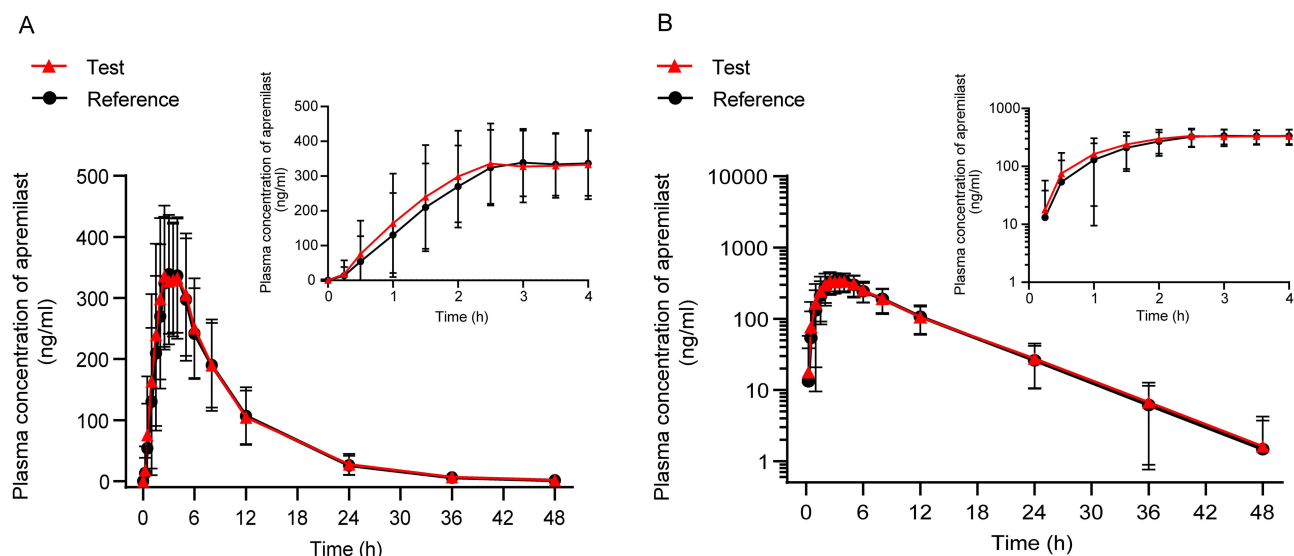 A
Test
Reference
Plasma concentration of apremilast
(ng/ml)
500
400
300
200
100
0
0
6
12
18
24
30
36
42
48
Time (h)
Plasma concentration of apremilast
(ng/ml)
500
400
300
200
100
0
0
1
2
3
4
Time (h)
B
Test
Reference
Plasma concentration of apremilast
(ng/ml)
10000
1000
100
10
1
0
6
12
18
24
30
36
42
48
Time (h)
Plasma concentration of apremilast
(ng/ml)
1000
100
10
1
0
1
2
3
4
Time (h)